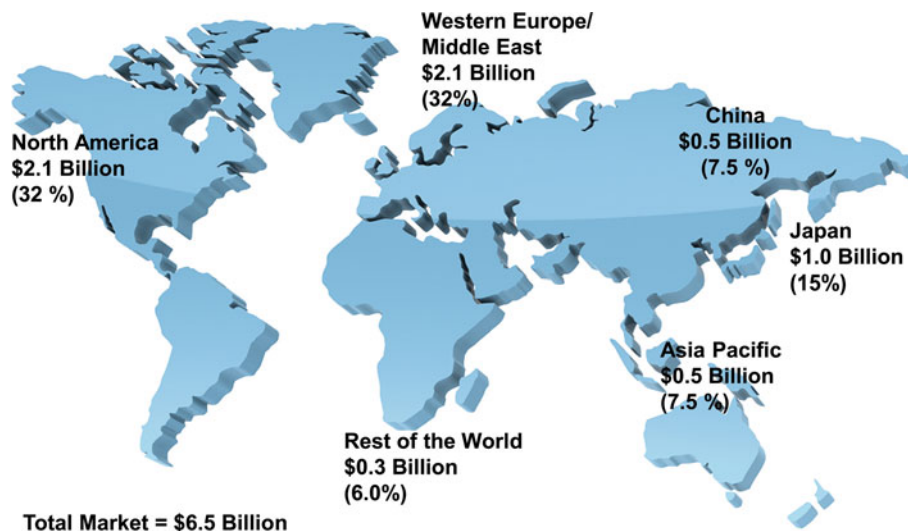 Western Europe/
Middle East
$2.1 Billion
(32%)
North America
$2.1 Billion
(32 %)
China
$0.5 Billion
(7.5 %)
Japan
$1.0 Billion
(15%)
Asia Pacific
$0.5 Billion
(7.5 %)
Rest of the World
$0.3 Billion
(6.0%)
Total Market = $6.5 Billion